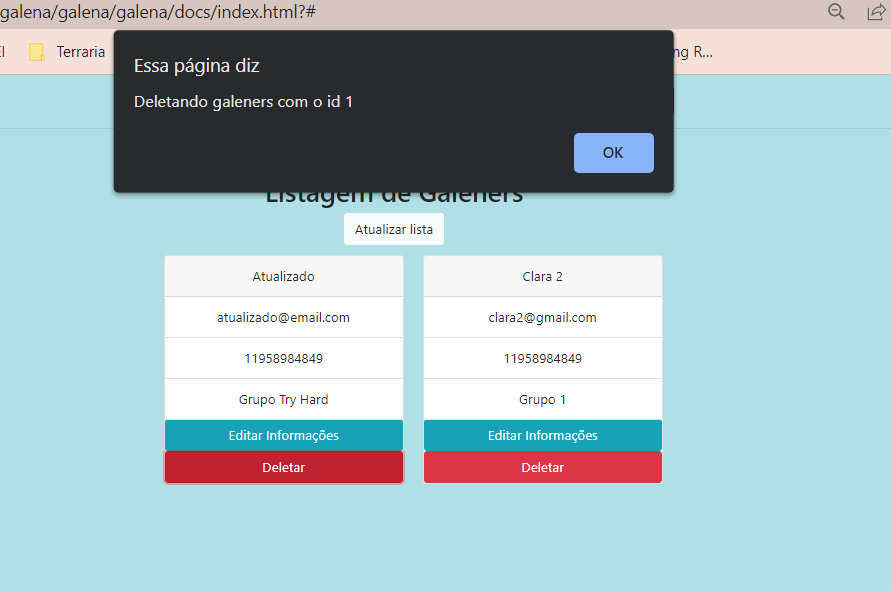 galena/galena/galena/docs/index.html?#
Terraria
ng R...
Essa página diz
Deletando galeners com o id 1
OK
Listagem de Galeners
Atualizar lista
Atualizado
atualizado@email.com
11958984849
Grupo Try Hard
Editar Informações
Deletar
Clara 2
clara2@gmail.com
11958984849
Grupo 1
Editar Informações
Deletar